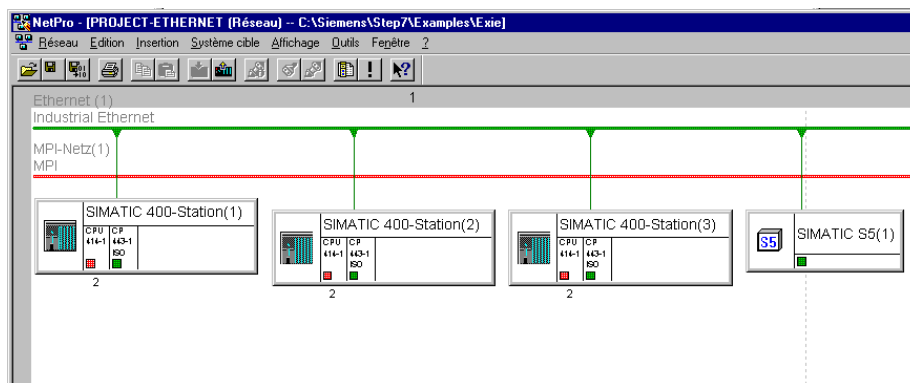 NetPro - [PROJECT-ETHERNET (Réseau) -- C:\Siemens\Step7\Examples\Exie]
Réseau Edition Insertion Système cible Affichage Outils Fenêtre ?
1
Ethernet (1)
Industrial Ethernet
MPI-Netz(1)
MPI
SIMATIC 400-Station(1)
CPU CP
414-1 443-1
ISO
2
SIMATIC 400-Station(2)
CPU CP
414-1 443-1
ISO
2
SIMATIC 400-Station(3)
CPU CP
414-1 443-1
ISO
2
S5
SIMATIC S5(1)